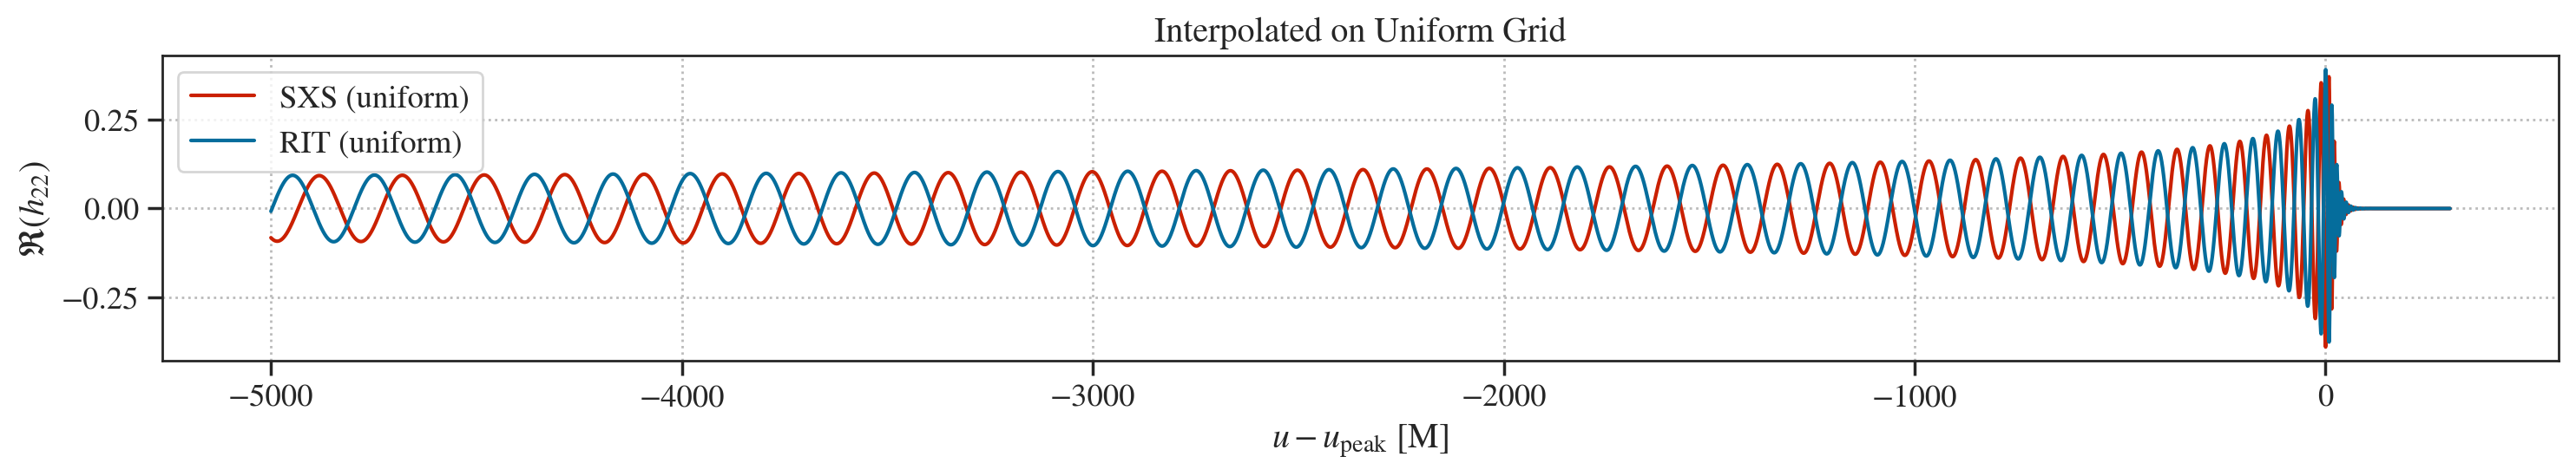 Interpolated on Uniform Grid
SXS (uniform)
RIT (uniform)
0.25
0.00
−0.25
ℜ(h₂₂)
−5000 −4000 −3000 −2000 −1000 0
u − u_peak [M]